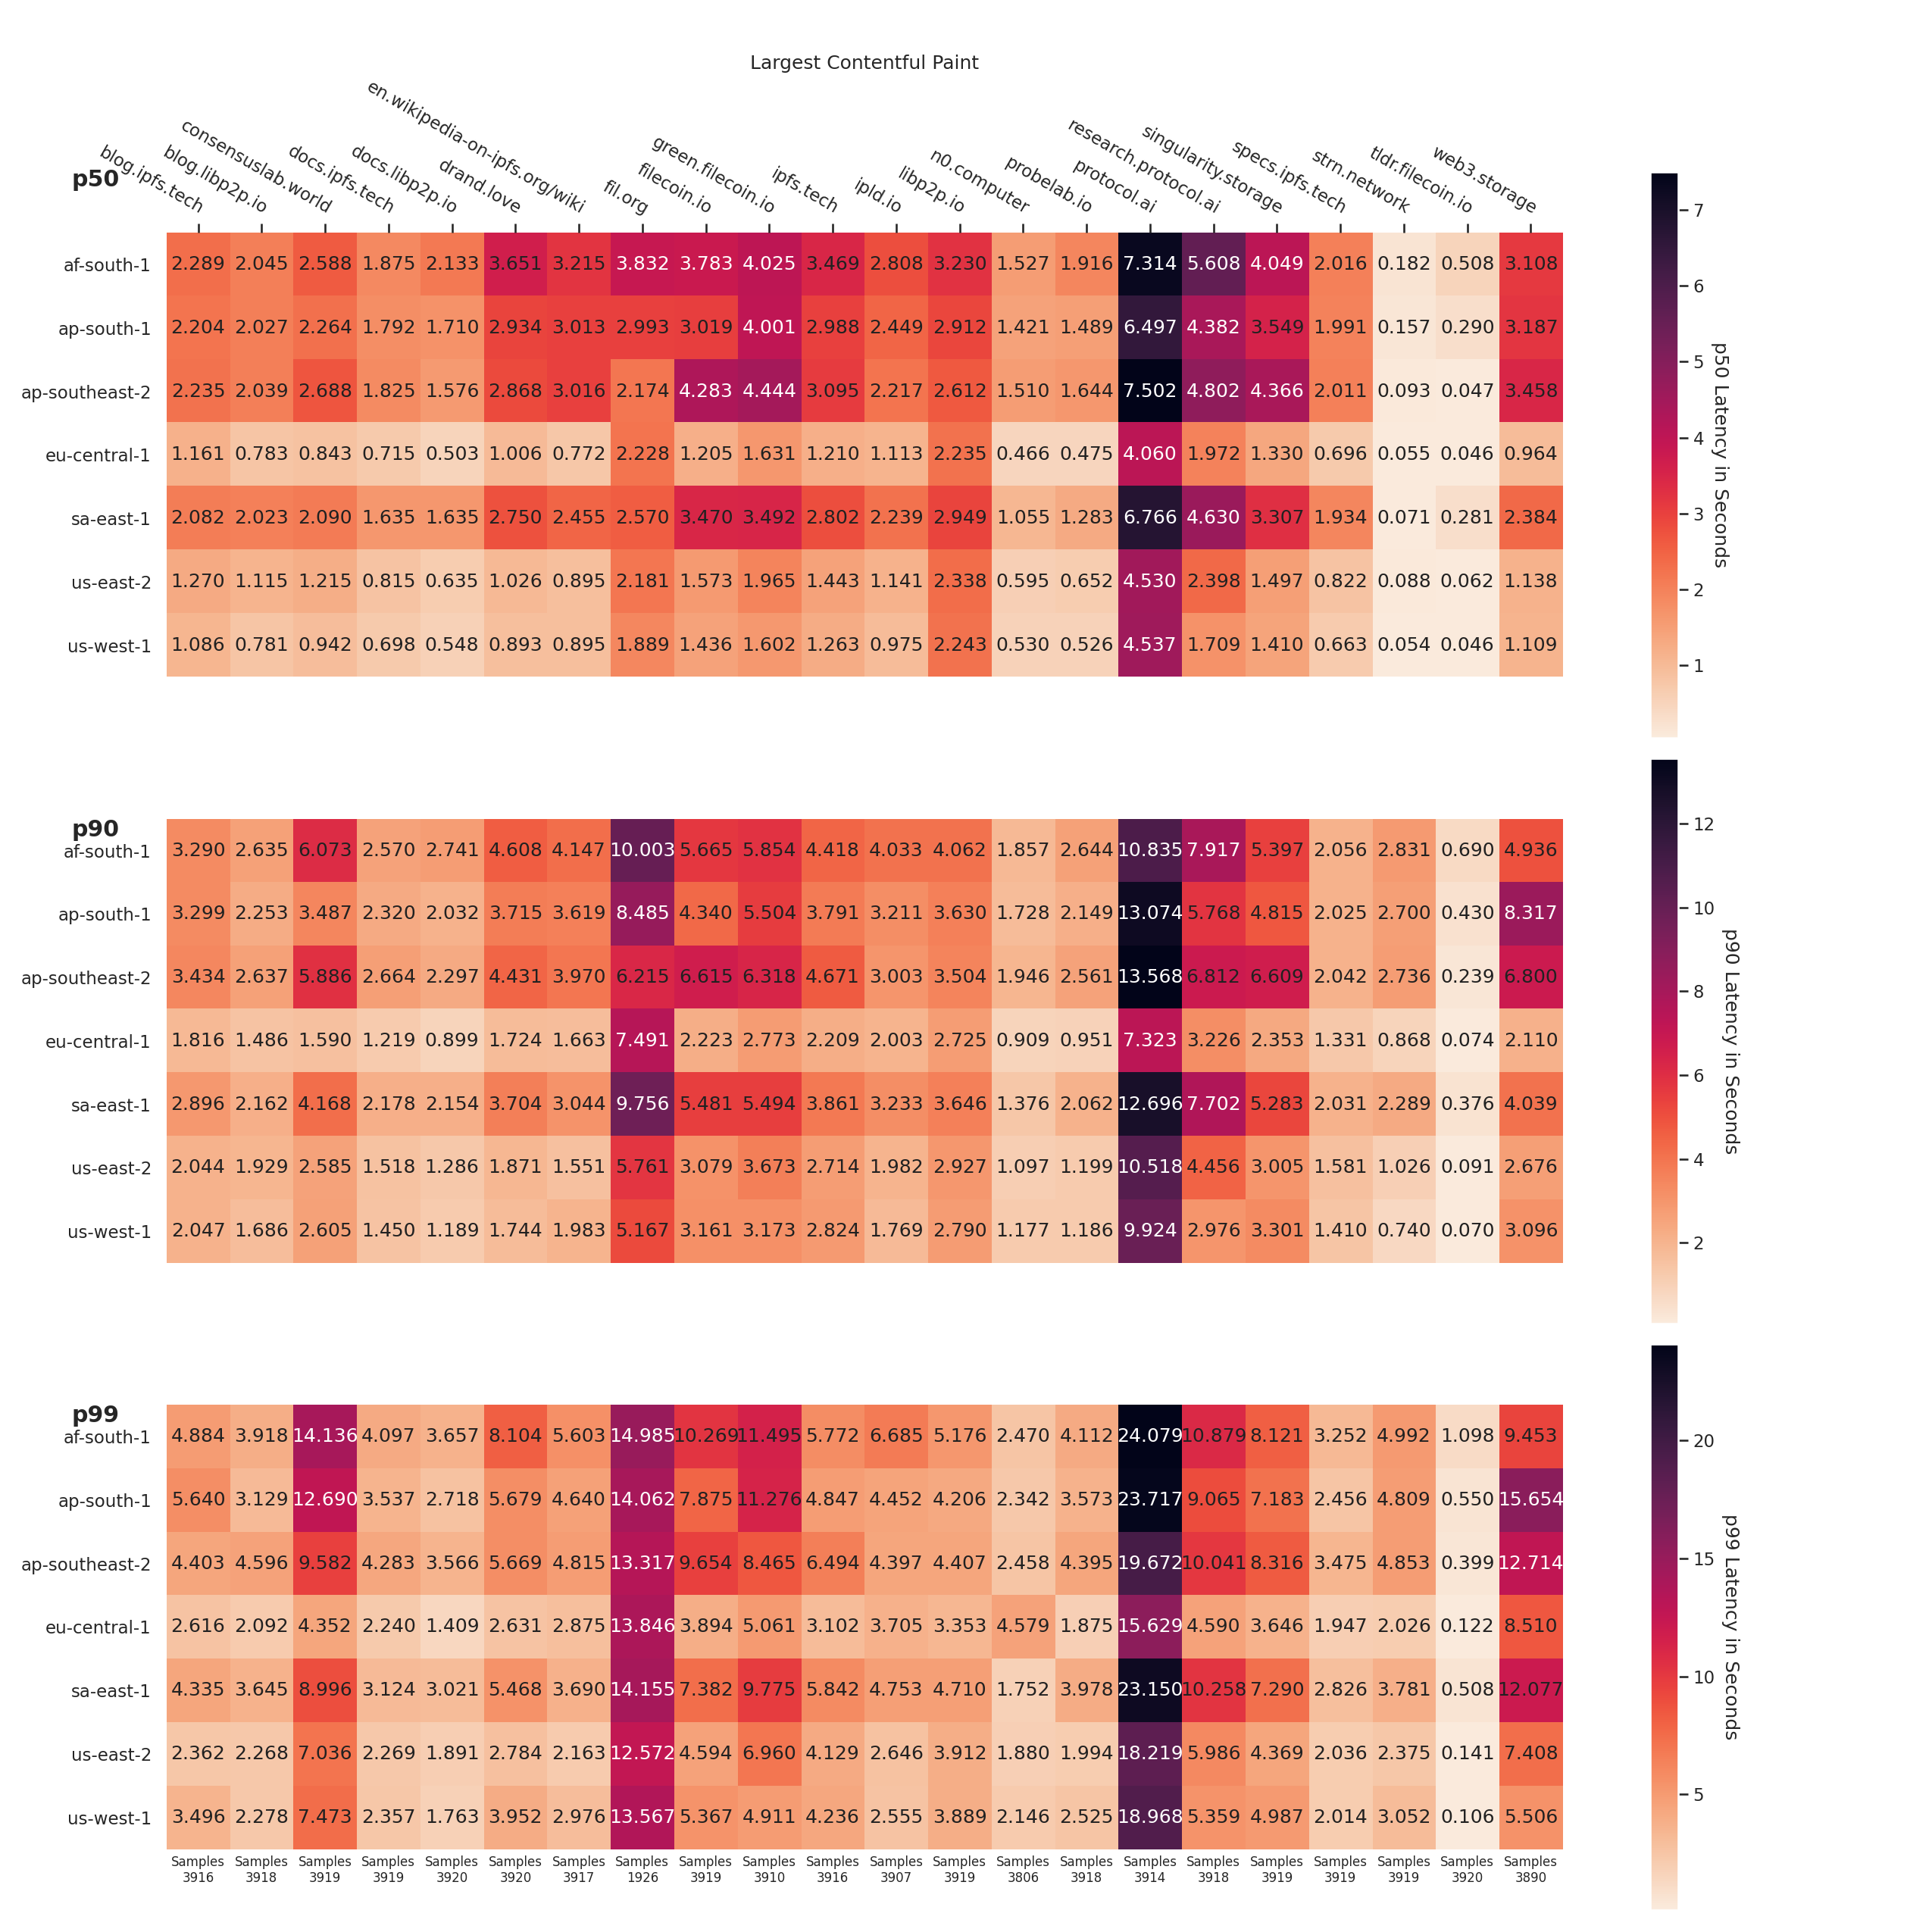 Largest Contentful Paint
p50
blog.ipfs.tech
blog.libp2p.io
consensuslab.world
docs.ipfs.tech
docs.libp2p.io
drand.love
en.wikipedia-on-ipfs.org/wiki
fil.org
filecoin.io
green.filecoin.io
ipfs.tech
ipld.io
libp2p.io
n0.computer
probelab.io
protocol.ai
research.protocol.ai
singularity.storage
specs.ipfs.tech
strn.network
tldr.filecoin.io
web3.storage
af-south-1 2.289 2.045 2.588 1.875 2.133 3.651 3.215 3.832 3.783 4.025 3.469 2.808 3.230 1.527 1.916 7.314 5.608 4.049 2.016 0.182 0.508 3.108
ap-south-1 2.204 2.027 2.264 1.792 1.710 2.934 3.013 2.993 3.019 4.001 2.988 2.449 2.912 1.421 1.489 6.497 4.382 3.549 1.991 0.157 0.290 3.187
ap-southeast-2 2.235 2.039 2.688 1.825 1.576 2.868 3.016 2.174 4.283 4.444 3.095 2.217 2.612 1.510 1.644 7.502 4.802 4.366 2.011 0.093 0.047 3.458
eu-central-1 1.161 0.783 0.843 0.715 0.503 1.006 0.772 2.228 1.205 1.631 1.210 1.113 2.235 0.466 0.475 4.060 1.972 1.330 0.696 0.055 0.046 0.964
sa-east-1 2.082 2.023 2.090 1.635 1.635 2.750 2.455 2.570 3.470 3.492 2.802 2.239 2.949 1.055 1.283 6.766 4.630 3.307 1.934 0.071 0.281 2.384
us-east-2 1.270 1.115 1.215 0.815 0.635 1.026 0.895 2.181 1.573 1.965 1.443 1.141 2.338 0.595 0.652 4.530 2.398 1.497 0.822 0.088 0.062 1.138
us-west-1 1.086 0.781 0.942 0.698 0.548 0.893 0.895 1.889 1.436 1.602 1.263 0.975 2.243 0.530 0.526 4.537 1.709 1.410 0.663 0.054 0.046 1.109
7
6
5
4
3
2
1
p50 Latency in Seconds
p90
af-south-1 3.290 2.635 6.073 2.570 2.741 4.608 4.147 10.003 5.665 5.854 4.418 4.033 4.062 1.857 2.644 10.835 7.917 5.397 2.056 2.831 0.690 4.936
ap-south-1 3.299 2.253 3.487 2.320 2.032 3.715 3.619 8.485 4.340 5.504 3.791 3.211 3.630 1.728 2.149 13.074 5.768 4.815 2.025 2.700 0.430 8.317
ap-southeast-2 3.434 2.637 5.886 2.664 2.297 4.431 3.970 6.215 6.615 6.318 4.671 3.003 3.504 1.946 2.561 13.568 6.812 6.609 2.042 2.736 0.239 6.800
eu-central-1 1.816 1.486 1.590 1.219 0.899 1.724 1.663 7.491 2.223 2.773 2.209 2.003 2.725 0.909 0.951 7.323 3.226 2.353 1.331 0.868 0.074 2.110
sa-east-1 2.896 2.162 4.168 2.178 2.154 3.704 3.044 9.756 5.481 5.494 3.861 3.233 3.646 1.376 2.062 12.696 7.702 5.283 2.031 2.289 0.376 4.039
us-east-2 2.044 1.929 2.585 1.518 1.286 1.871 1.551 5.761 3.079 3.673 2.714 1.982 2.927 1.097 1.199 10.518 4.456 3.005 1.581 1.026 0.091 2.676
us-west-1 2.047 1.686 2.605 1.450 1.189 1.744 1.983 5.167 3.161 3.173 2.824 1.769 2.790 1.177 1.186 9.924 2.976 3.301 1.410 0.740 0.070 3.096
12
10
8
6
4
2
p90 Latency in Seconds
p99
af-south-1 4.884 3.918 14.136 4.097 3.657 8.104 5.603 14.985 10.269 11.495 5.772 6.685 5.176 2.470 4.112 24.079 10.879 8.121 3.252 4.992 1.098 9.453
ap-south-1 5.640 3.129 12.690 3.537 2.718 5.679 4.640 14.062 7.875 11.276 4.847 4.452 4.206 2.342 3.573 23.717 9.065 7.183 2.456 4.809 0.550 15.654
ap-southeast-2 4.403 4.596 9.582 4.283 3.566 5.669 4.815 13.317 9.654 8.465 6.494 4.397 4.407 2.458 4.395 19.672 10.041 8.316 3.475 4.853 0.399 12.714
eu-central-1 2.616 2.092 4.352 2.240 1.409 2.631 2.875 13.846 3.894 5.061 3.102 3.705 3.353 4.579 1.875 15.629 4.590 3.646 1.947 2.026 0.122 8.510
sa-east-1 4.335 3.645 8.996 3.124 3.021 5.468 3.690 14.155 7.382 9.775 5.842 4.753 4.710 1.752 3.978 23.150 10.258 7.290 2.826 3.781 0.508 12.077
us-east-2 2.362 2.268 7.036 2.269 1.891 2.784 2.163 12.572 4.594 6.960 4.129 2.646 3.912 1.880 1.994 18.219 5.986 4.369 2.036 2.375 0.141 7.408
us-west-1 3.496 2.278 7.473 2.357 1.763 3.952 2.976 13.567 5.367 4.911 4.236 2.555 3.889 2.146 2.525 18.968 5.359 4.987 2.014 3.052 0.106 5.506
Samples Samples Samples Samples Samples Samples Samples Samples Samples Samples Samples Samples Samples Samples Samples Samples Samples Samples Samples Samples Samples Samples
3916 3918 3919 3919 3920 3920 3917 1926 3919 3910 3916 3907 3919 3806 3918 3914 3918 3919 3919 3919 3920 3890
20
15
10
5
p99 Latency in Seconds